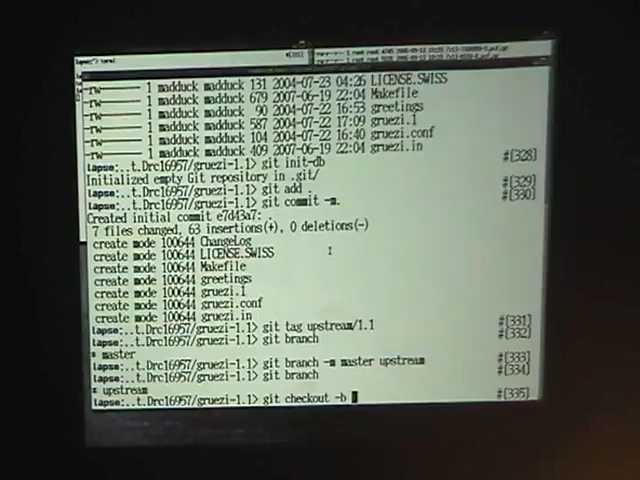 -rw------- 1 madduck madduck 131 2004-07-23 04:26 LICENSE.SWISS
-rw------- 1 madduck madduck 679 2007-06-19 22:04 Makefile
-rw------- 1 madduck madduck 90 2004-07-22 16:53 greetings
-rw------- 1 madduck madduck 587 2004-07-22 17:09 gruezi.1
-rw------- 1 madduck madduck 104 2004-07-22 16:40 gruezi.conf
-rw------- 1 madduck madduck 409 2007-06-19 22:04 gruezi.in
lapse:..t.Drc16957/gruezi-1.1> git init-db #[328]
Initialized empty Git repository in .git/
lapse:..t.Drc16957/gruezi-1.1> git add . #[329]
lapse:..t.Drc16957/gruezi-1.1> git commit -m. #[330]
Created initial commit e7d43a7: .
7 files changed, 63 insertions(+), 0 deletions(-)
create mode 100644 ChangeLog
create mode 100644 LICENSE.SWISS
create mode 100644 Makefile
create mode 100644 greetings
create mode 100644 gruezi.1
create mode 100644 gruezi.conf
create mode 100644 gruezi.in
lapse:..t.Drc16957/gruezi-1.1> git tag upstream/1.1 #[331]
lapse:..t.Drc16957/gruezi-1.1> git branch #[332]
* master
lapse:..t.Drc16957/gruezi-1.1> git branch -m master upstream #[333]
lapse:..t.Drc16957/gruezi-1.1> git branch #[334]
* upstream
lapse:..t.Drc16957/gruezi-1.1> git checkout -b #[335]